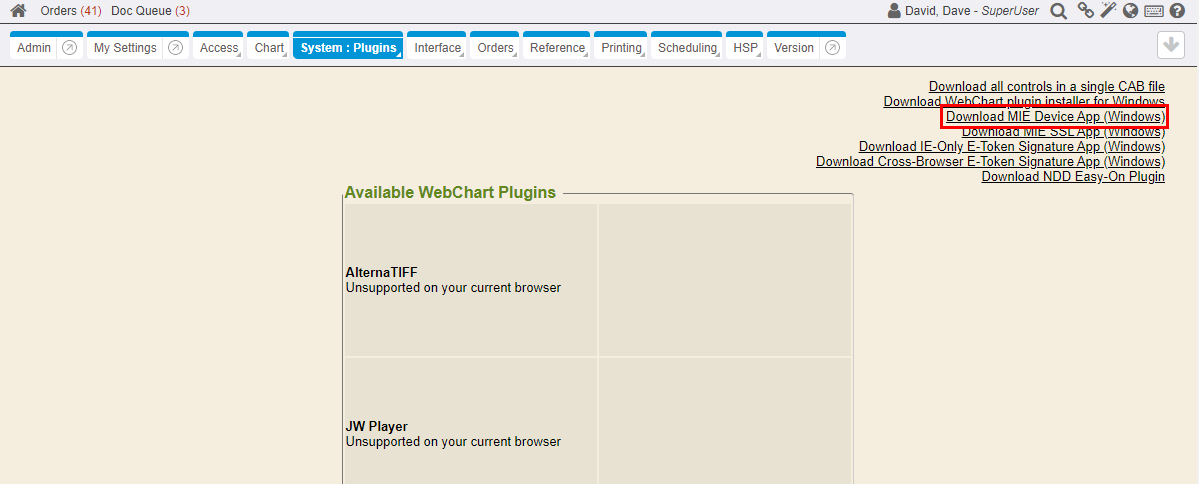 Orders (41) Doc Queue (3) David, Dave - SuperUser
Admin My Settings Access Chart System : Plugins Interface Orders Reference Printing Scheduling HSP Version
Download all controls in a single CAB file
Download WebChart plugin installer for Windows
Download MIE Device App (Windows)
Download MIE SSL App (Windows)
Download IE-Only E-Token Signature App (Windows)
Download Cross-Browser E-Token Signature App (Windows)
Download NDD Easy-On Plugin
Available WebChart Plugins
AlternaTIFF
Unsupported on your current browser
JW Player
Unsupported on your current browser